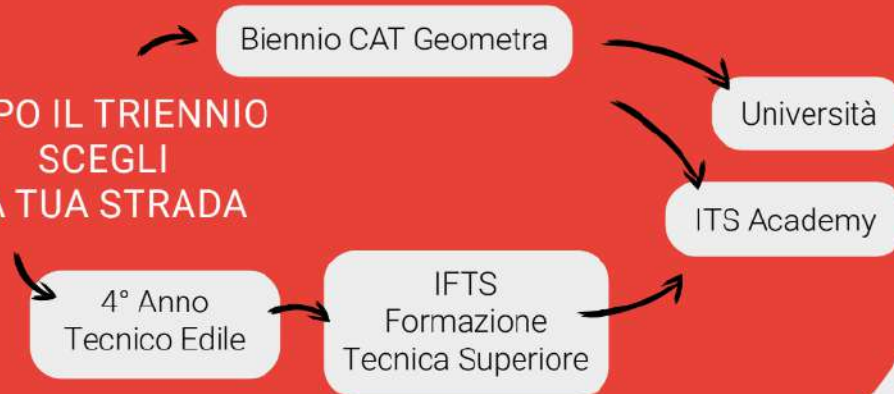 Biennio CAT Geometra
PO IL TRIENNIO
SCEGLI
A TUA STRADA
Università
ITS Academy
4° Anno
Tecnico Edile
IFTS
Formazione
Tecnica Superiore